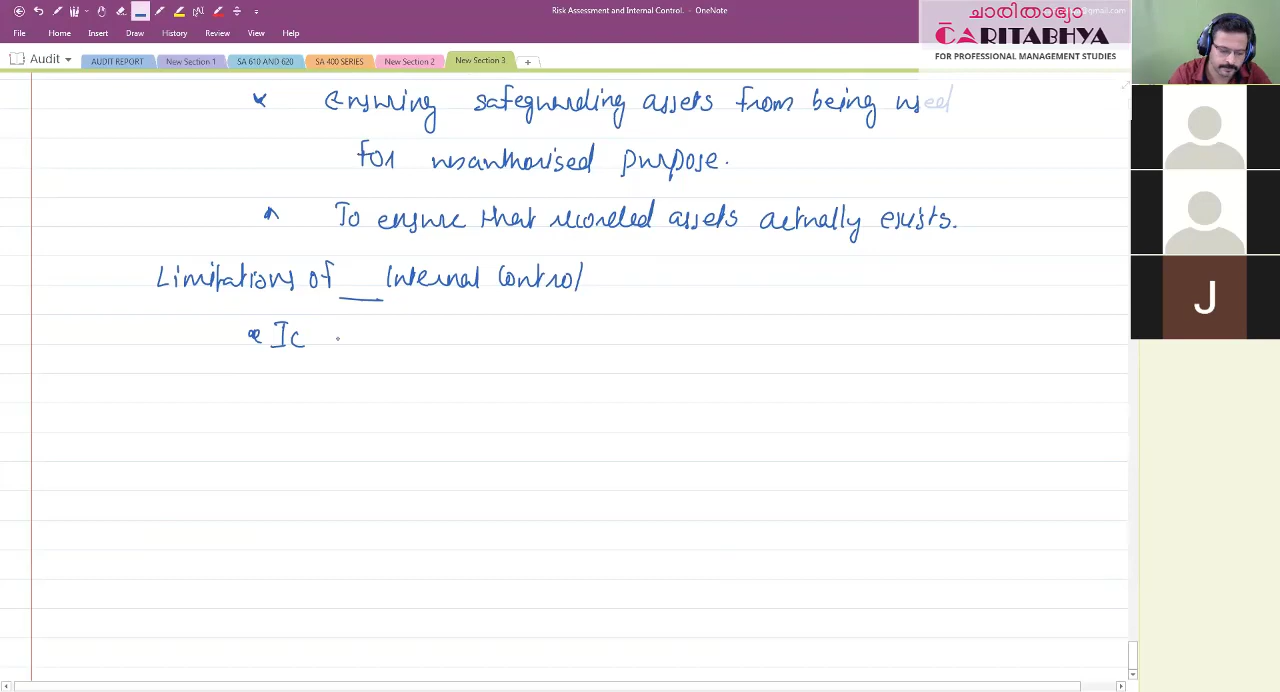 Risk Assessment and Internal Control. - OneNote
File Home Insert Draw History Review View Help
Audit AUDIT REPORT New Section 1 SA 610 AND 620 SA 400 SERIES New Section 2 New Section 3
ചാരിതാഭ്യാ
CARITABHYA
FOR PROFESSIONAL MANAGEMENT STUDIES
ensuring safeguarding assets from being used
for unauthorised purpose.
To ensure that recorded assets actually exists.
Limitations of __ Internal Control
Ic
J